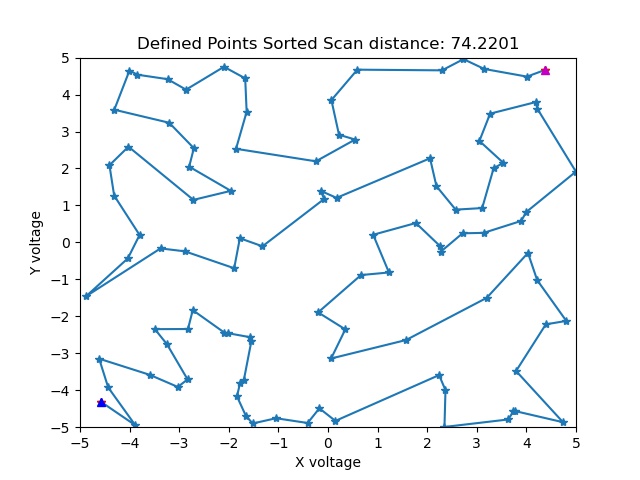 Defined Points Sorted Scan distance: 74.2201
5
4
3
2
1
0
−1
−2
−3
−4
−5
Y voltage
−5 −4 −3 −2 −1 0 1 2 3 4 5
X voltage